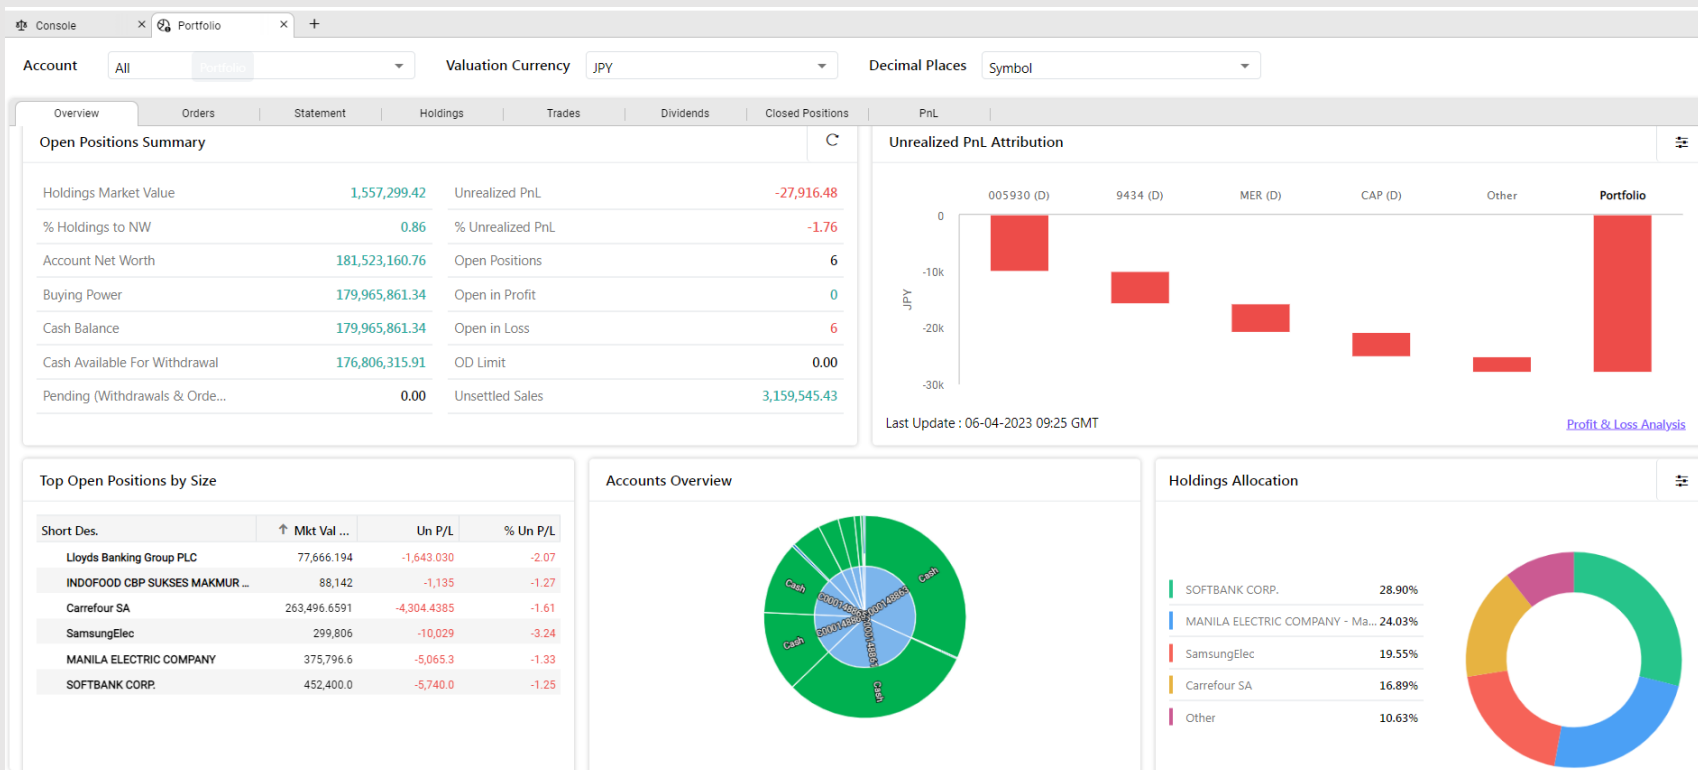 Console
Portfolio
Account
All
Portfolio
Valuation Currency
JPY
Decimal Places
Symbol
Overview
Orders
Statement
Holdings
Trades
Dividends
Closed Positions
PnL
Open Positions Summary
Holdings Market Value 1,557,299.42 Unrealized PnL -27,916.48
% Holdings to NW 0.86 % Unrealized PnL -1.76
Account Net Worth 181,523,160.76 Open Positions 6
Buying Power 179,965,861.34 Open in Profit 0
Cash Balance 179,965,861.34 Open in Loss 6
Cash Available For Withdrawal 176,806,315.91 OD Limit 0.00
Pending (Withdrawals & Orde... 0.00 Unsettled Sales 3,159,545.43
Unrealized PnL Attribution
005930 (D) 9434 (D) MER (D) CAP (D) Other Portfolio
0
-10k
-20k
-30k
JPY
Last Update : 06-04-2023 09:25 GMT
Profit & Loss Analysis
Top Open Positions by Size
Short Des. Mkt Val ... Un P/L % Un P/L
Lloyds Banking Group PLC 77,666.194 -1,643.030 -2.07
INDOFOOD CBP SUKSES MAKMUR ... 88,142 -1,135 -1.27
Carrefour SA 263,496.6591 -4,304.4385 -1.61
SamsungElec 299,806 -10,029 -3.24
MANILA ELECTRIC COMPANY 375,796.6 -5,065.3 -1.33
SOFTBANK CORP. 452,400.0 -5,740.0 -1.25
Accounts Overview
Cash
Cash
Cash
Cash
Holdings Allocation
SOFTBANK CORP. 28.90%
MANILA ELECTRIC COMPANY - Ma... 24.03%
SamsungElec 19.55%
Carrefour SA 16.89%
Other 10.63%